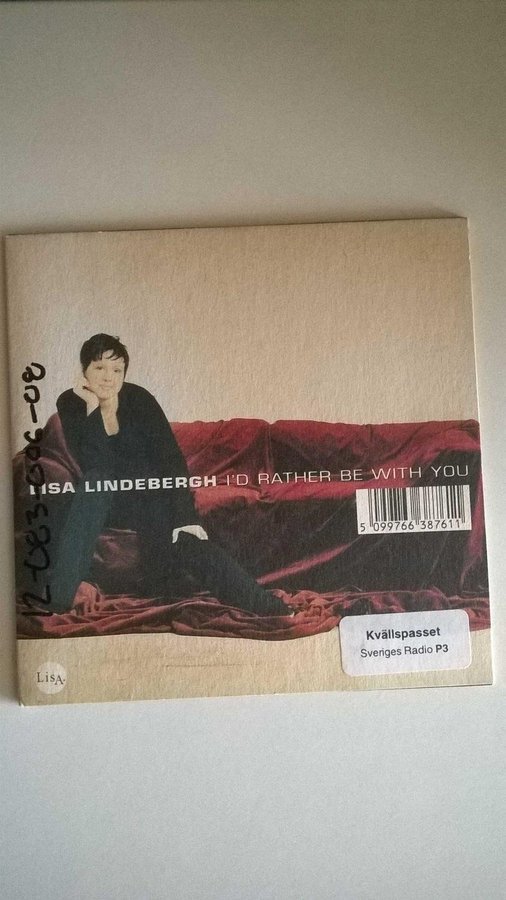 12-083-006-08
LISA LINDEBERGH I'D RATHER BE WITH YOU
5 099766 387611
Kvällspasset
Sveriges Radio P3
LisA.